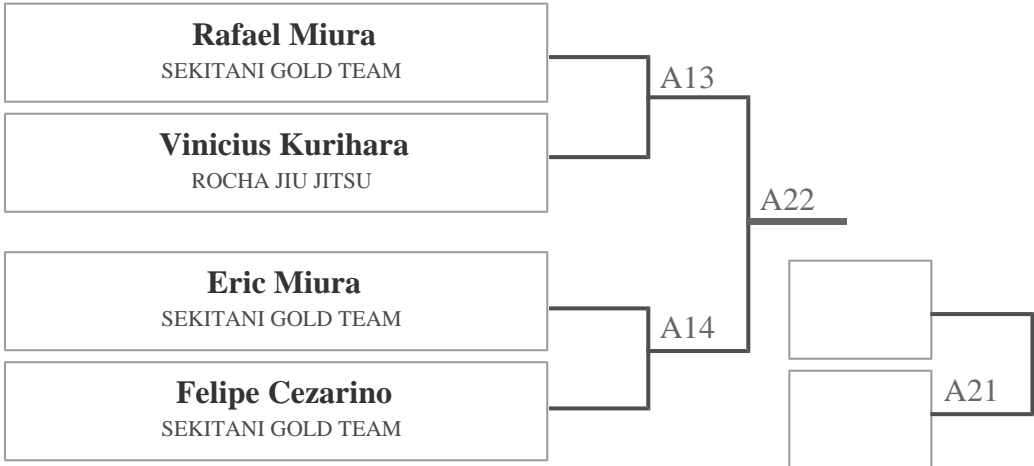 Rafael Miura
SEKITANI GOLD TEAM
A13
Vinicius Kurihara
ROCHA JIU JITSU
A22
Eric Miura
SEKITANI GOLD TEAM
A14
Felipe Cezarino
SEKITANI GOLD TEAM
A21